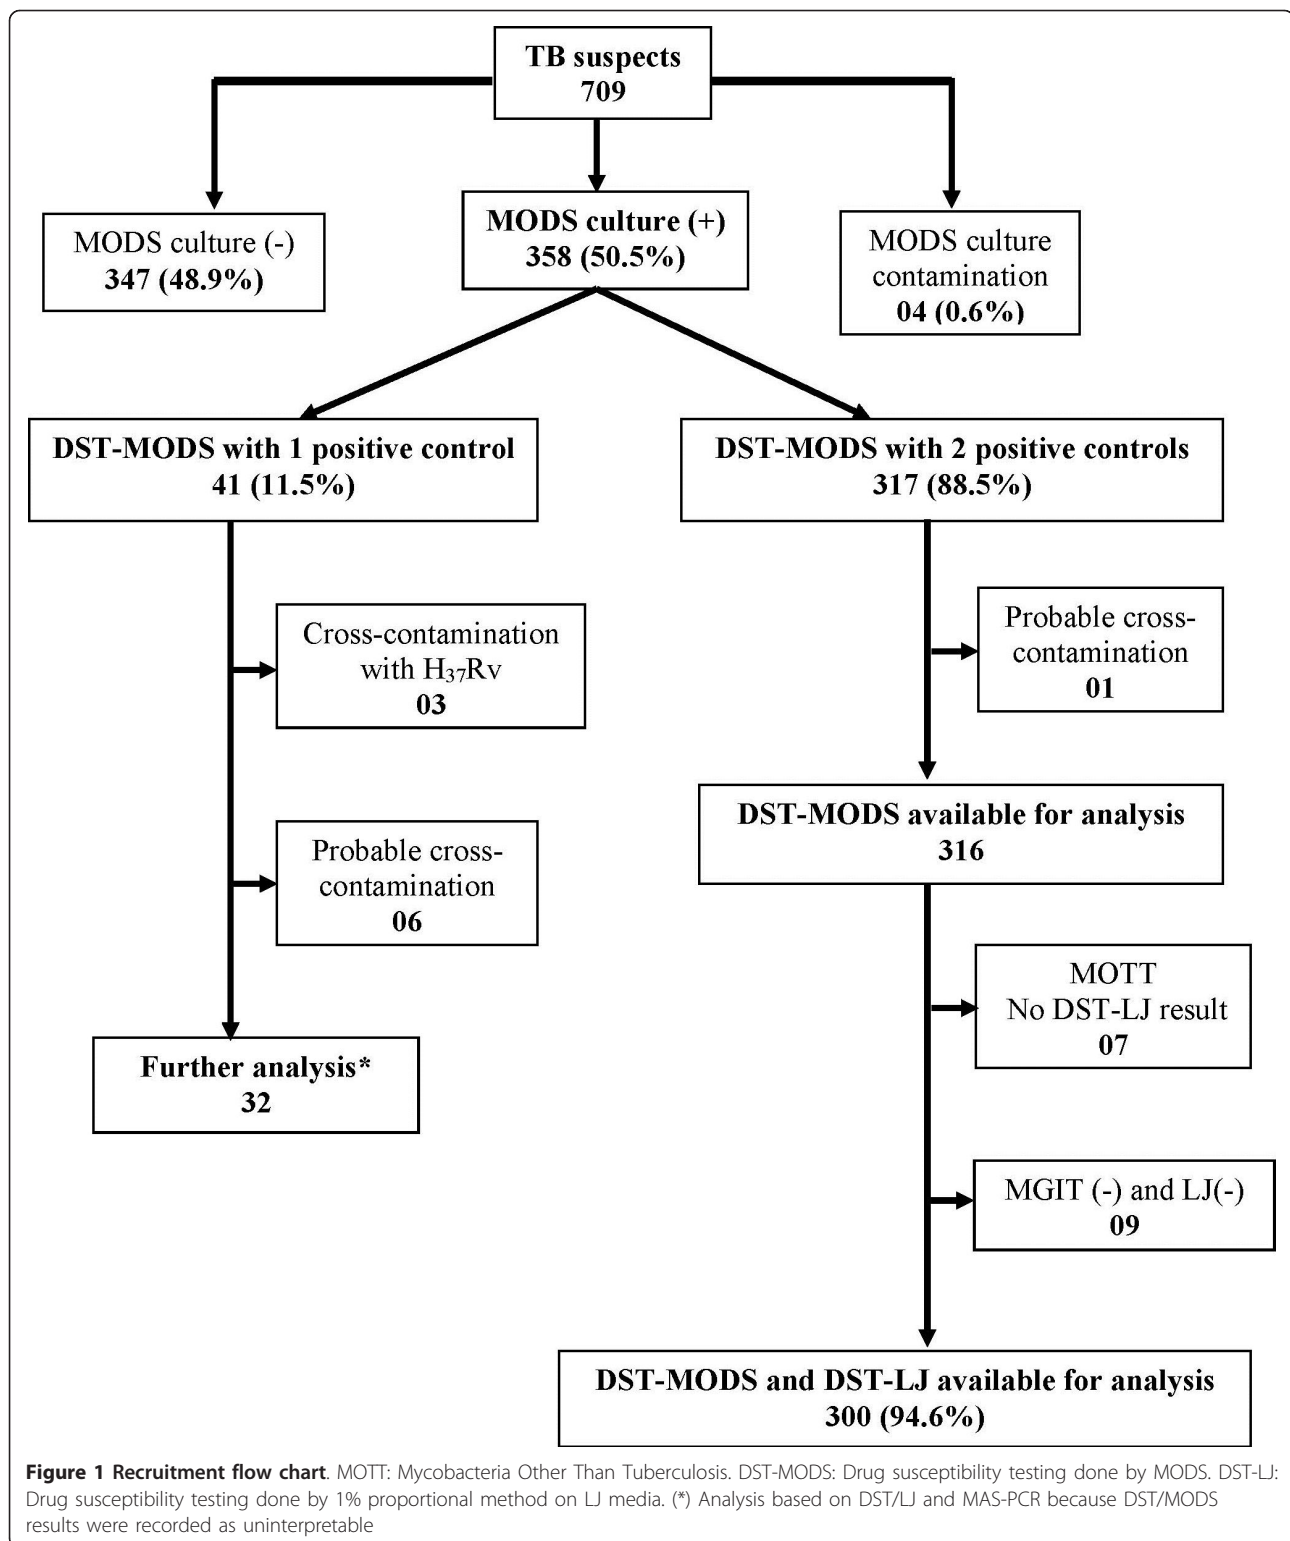 TB suspects
709
MODS culture (-)
347 (48.9%)
MODS culture (+)
358 (50.5%)
MODS culture
contamination
04 (0.6%)
DST-MODS with 1 positive control
41 (11.5%)
DST-MODS with 2 positive controls
317 (88.5%)
Cross-contamination
with H₃₇Rv
03
Probable cross-
contamination
01
DST-MODS available for analysis
316
Probable cross-
contamination
06
MOTT
No DST-LJ result
07
Further analysis*
32
MGIT (-) and LJ(-)
09
DST-MODS and DST-LJ available for analysis
300 (94.6%)
Figure 1 Recruitment flow chart. MOTT: Mycobacteria Other Than Tuberculosis. DST-MODS: Drug susceptibility testing done by MODS. DST-LJ:
Drug susceptibility testing done by 1% proportional method on LJ media. (*) Analysis based on DST/LJ and MAS-PCR because DST/MODS
results were recorded as uninterpretable